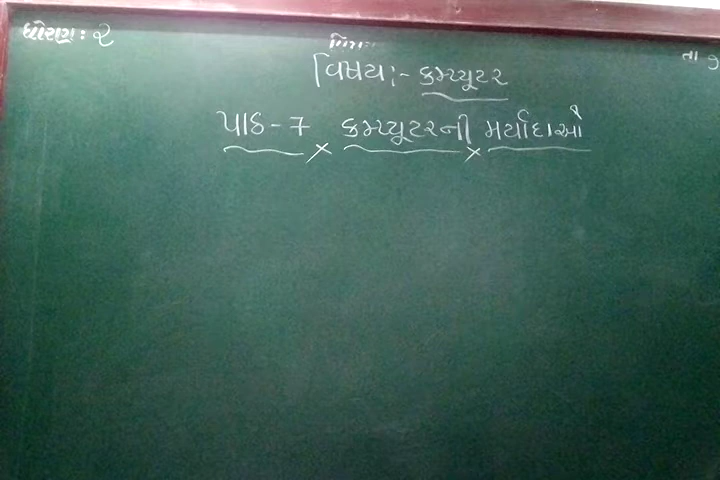 ધોરણ : ૨
તા
વિષય :- કમ્પ્યૂટર
પાઠ - 7 કમ્પ્યૂટરની મર્યાદાઓ